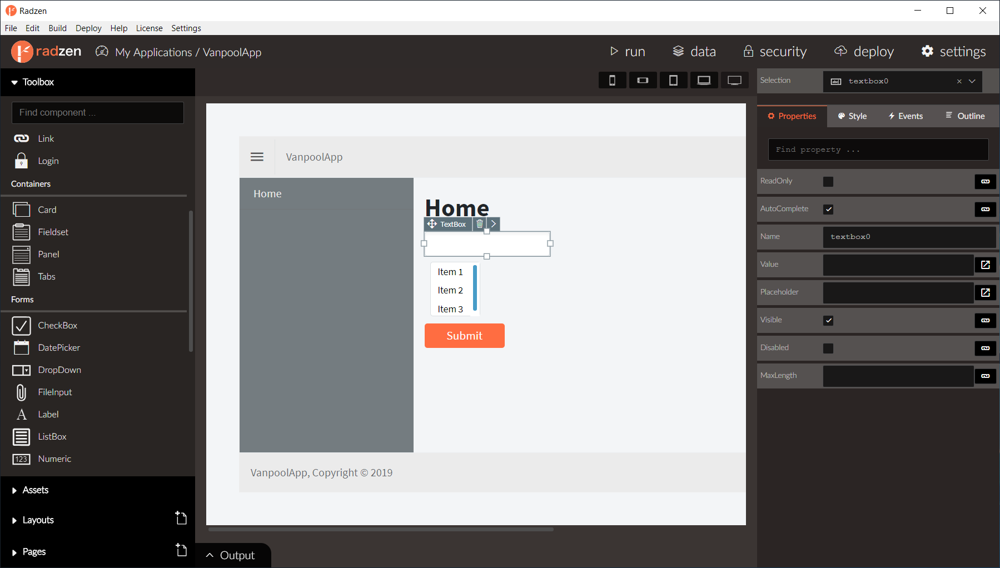 Radzen
File Edit Build Deploy Help License Settings
radzen My Applications / VanpoolApp run data security deploy settings
Toolbox
Find component ...
Link
Login
Containers
Card
Fieldset
Panel
Tabs
Forms
CheckBox
DatePicker
DropDown
FileInput
A Label
ListBox
123 Numeric
Assets
Layouts
Pages
VanpoolApp
Home
Home
TextBox
Item 1
Item 2
Item 3
Submit
VanpoolApp, Copyright © 2019
Output
Selection abc textbox0
Properties Style Events Outline
Find property ...
ReadOnly
AutoComplete
Name textbox0
Value
Placeholder
Visible
Disabled
MaxLength